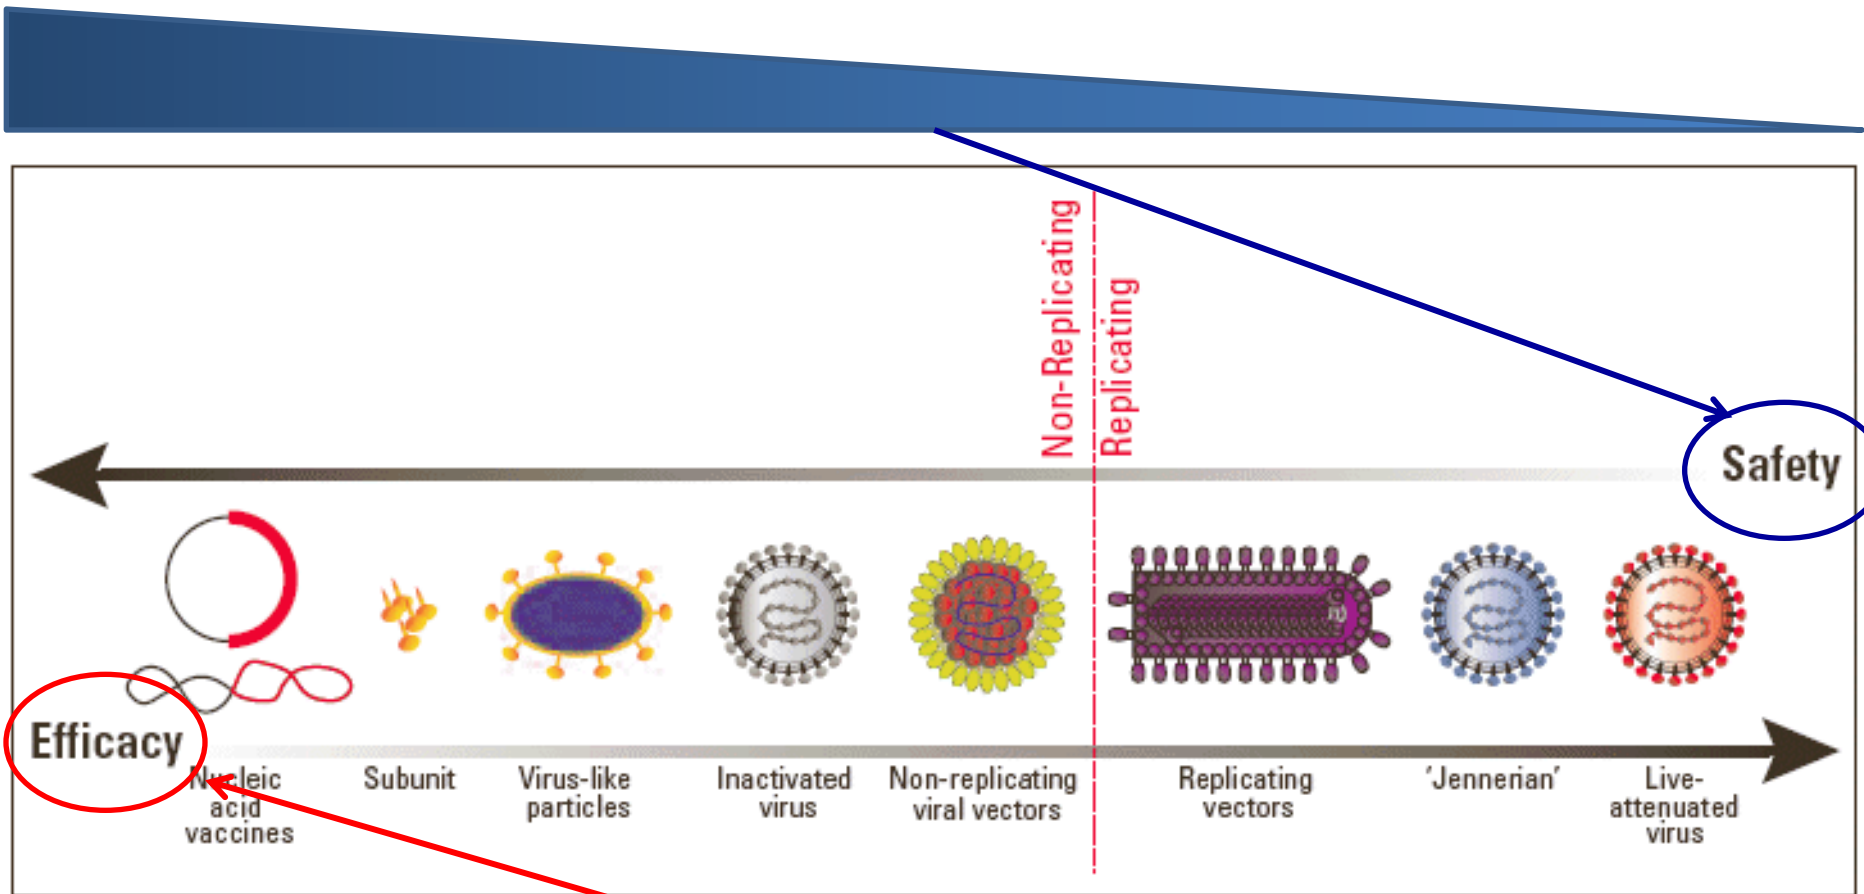 Non-Replicating
Replicating
Safety
Efficacy
Nucleic
acid
vaccines
Subunit
Virus-like
particles
Inactivated
virus
Non-replicating
viral vectors
Replicating
vectors
'Jennerian'
Live-
attenuated
virus